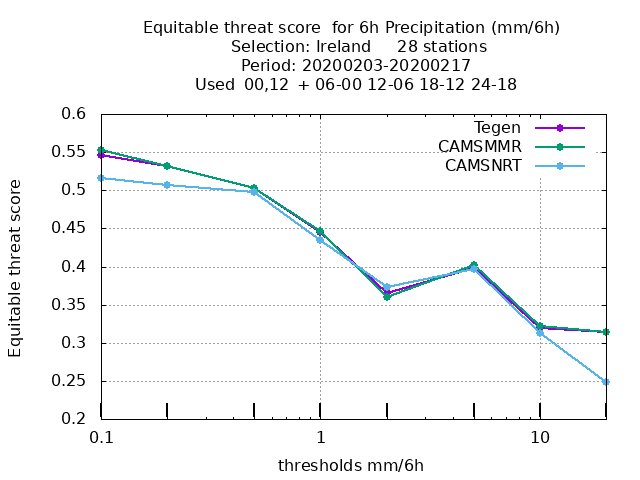 Equitable threat score for 6h Precipitation (mm/6h)
Selection: Ireland 28 stations
Period: 20200203-20200217
Used 00,12 + 06-00 12-06 18-12 24-18
0.6
0.55
0.5
0.45
0.4
0.35
0.3
0.25
0.2
Equitable threat score
Tegen
CAMSMMR
CAMSNRT
0.1 1 10
thresholds mm/6h